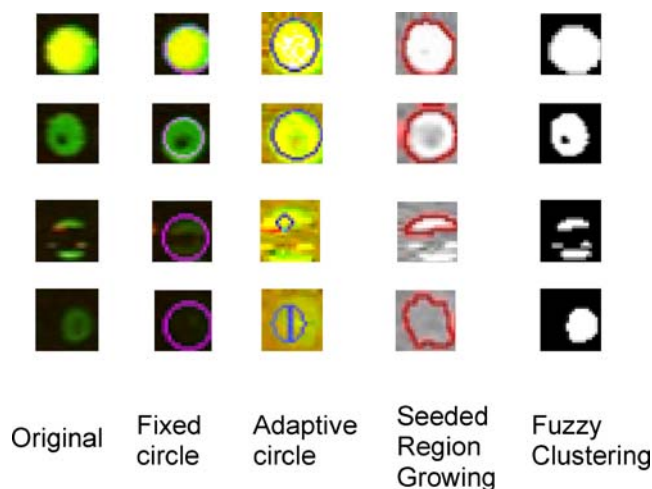 Original
Fixed
circle
Adaptive
circle
Seeded
Region
Growing
Fuzzy
Clustering